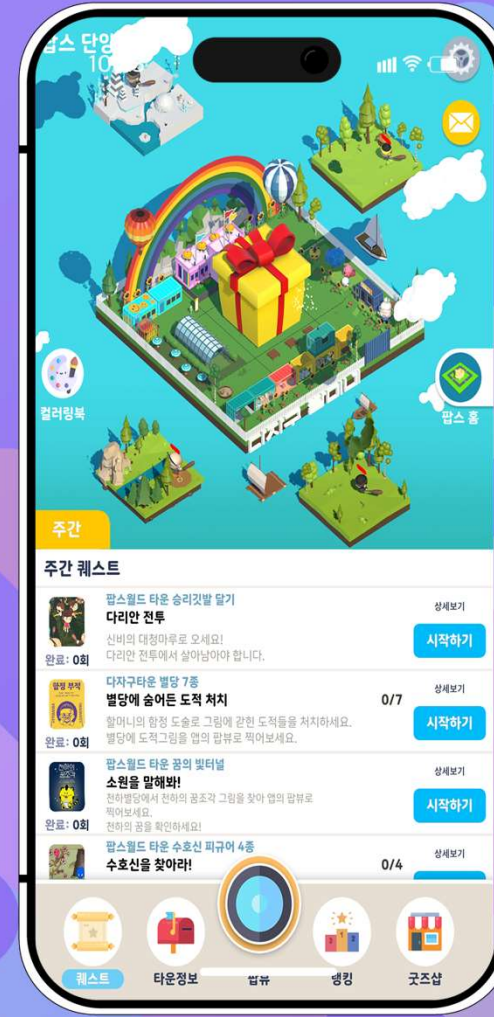 팝스 단양
컬러링북
팝스 홈
주간
주간 퀘스트
팝스월드 타운 승리깃발 달기
다리안 전투
신비의 대청마루로 오세요!
다리안 전투에서 살아남아야 합니다.
완료: 0회
상세보기
시작하기
다자구타운 별당 7종
별당에 숨어든 도적 처치
할머니의 함정 도술로 그림에 갇힌 도적들을 처치하세요.
별당에 도적그림을 앱의 팝뷰로 찍어보세요.
함정 부적
완료: 0회
0/7
상세보기
시작하기
팝스월드 타운 꿈의 빛터널
소원을 말해봐!
천하별당에서 천하의 꿈조각 그림을 찾아 앱의 팝뷰로
찍어보세요.
천하의 꿈을 확인하세요!
천하의
꿈조각
완료: 0회
상세보기
시작하기
팝스월드 타운 수호신 피규어 4종
수호신을 찾아라!
0/4
상세보기
퀘스트
타운정보
팝뷰
랭킹
굿즈샵